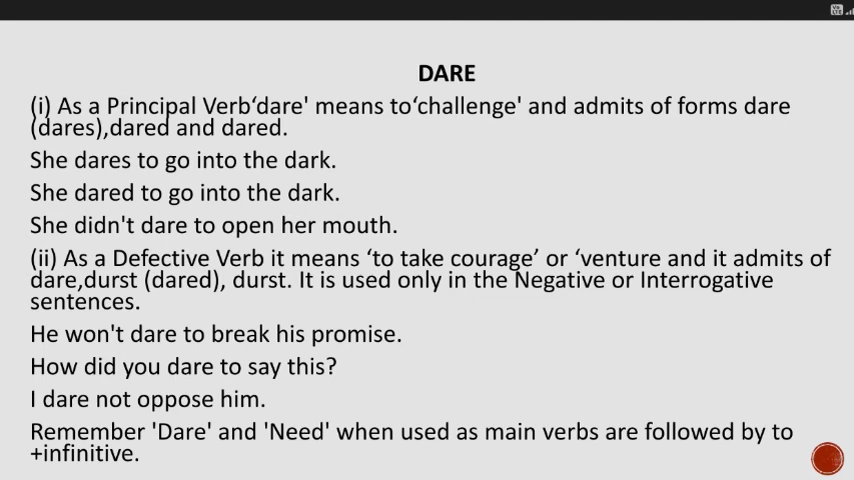 DARE
(i) As a Principal Verb‘dare' means to‘challenge' and admits of forms dare
(dares),dared and dared.
She dares to go into the dark.
She dared to go into the dark.
She didn't dare to open her mouth.
(ii) As a Defective Verb it means ‘to take courage’ or ‘venture and it admits of
dare,durst (dared), durst. It is used only in the Negative or Interrogative
sentences.
He won't dare to break his promise.
How did you dare to say this?
I dare not oppose him.
Remember 'Dare' and 'Need' when used as main verbs are followed by to
+infinitive.